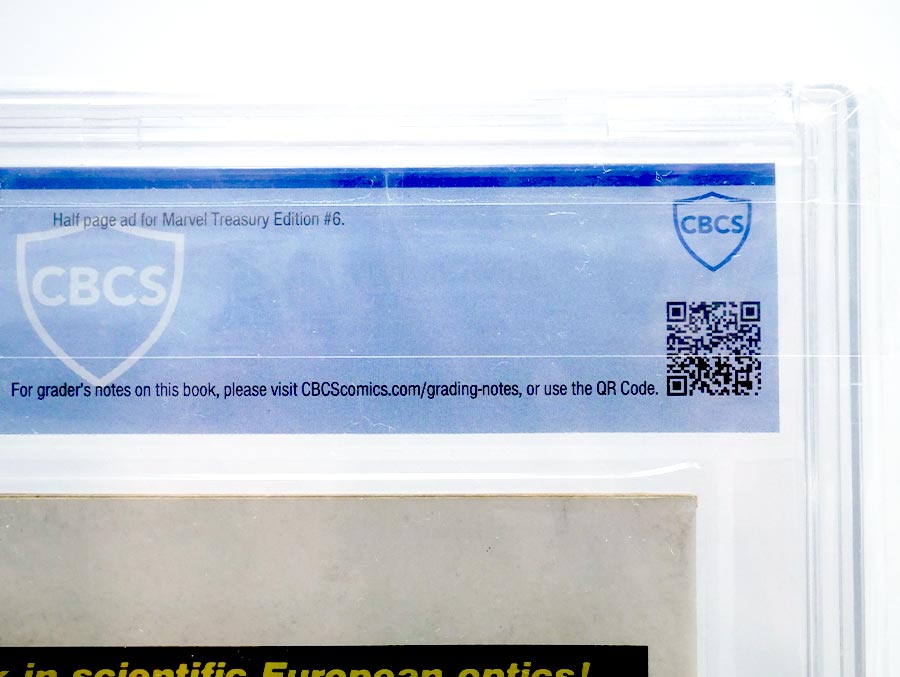 Half page ad for Marvel Treasury Edition #6.
CBCS
CBCS
For grader's notes on this book, please visit CBCScomics.com/grading-notes, or use the QR Code.
in scientific European optics!